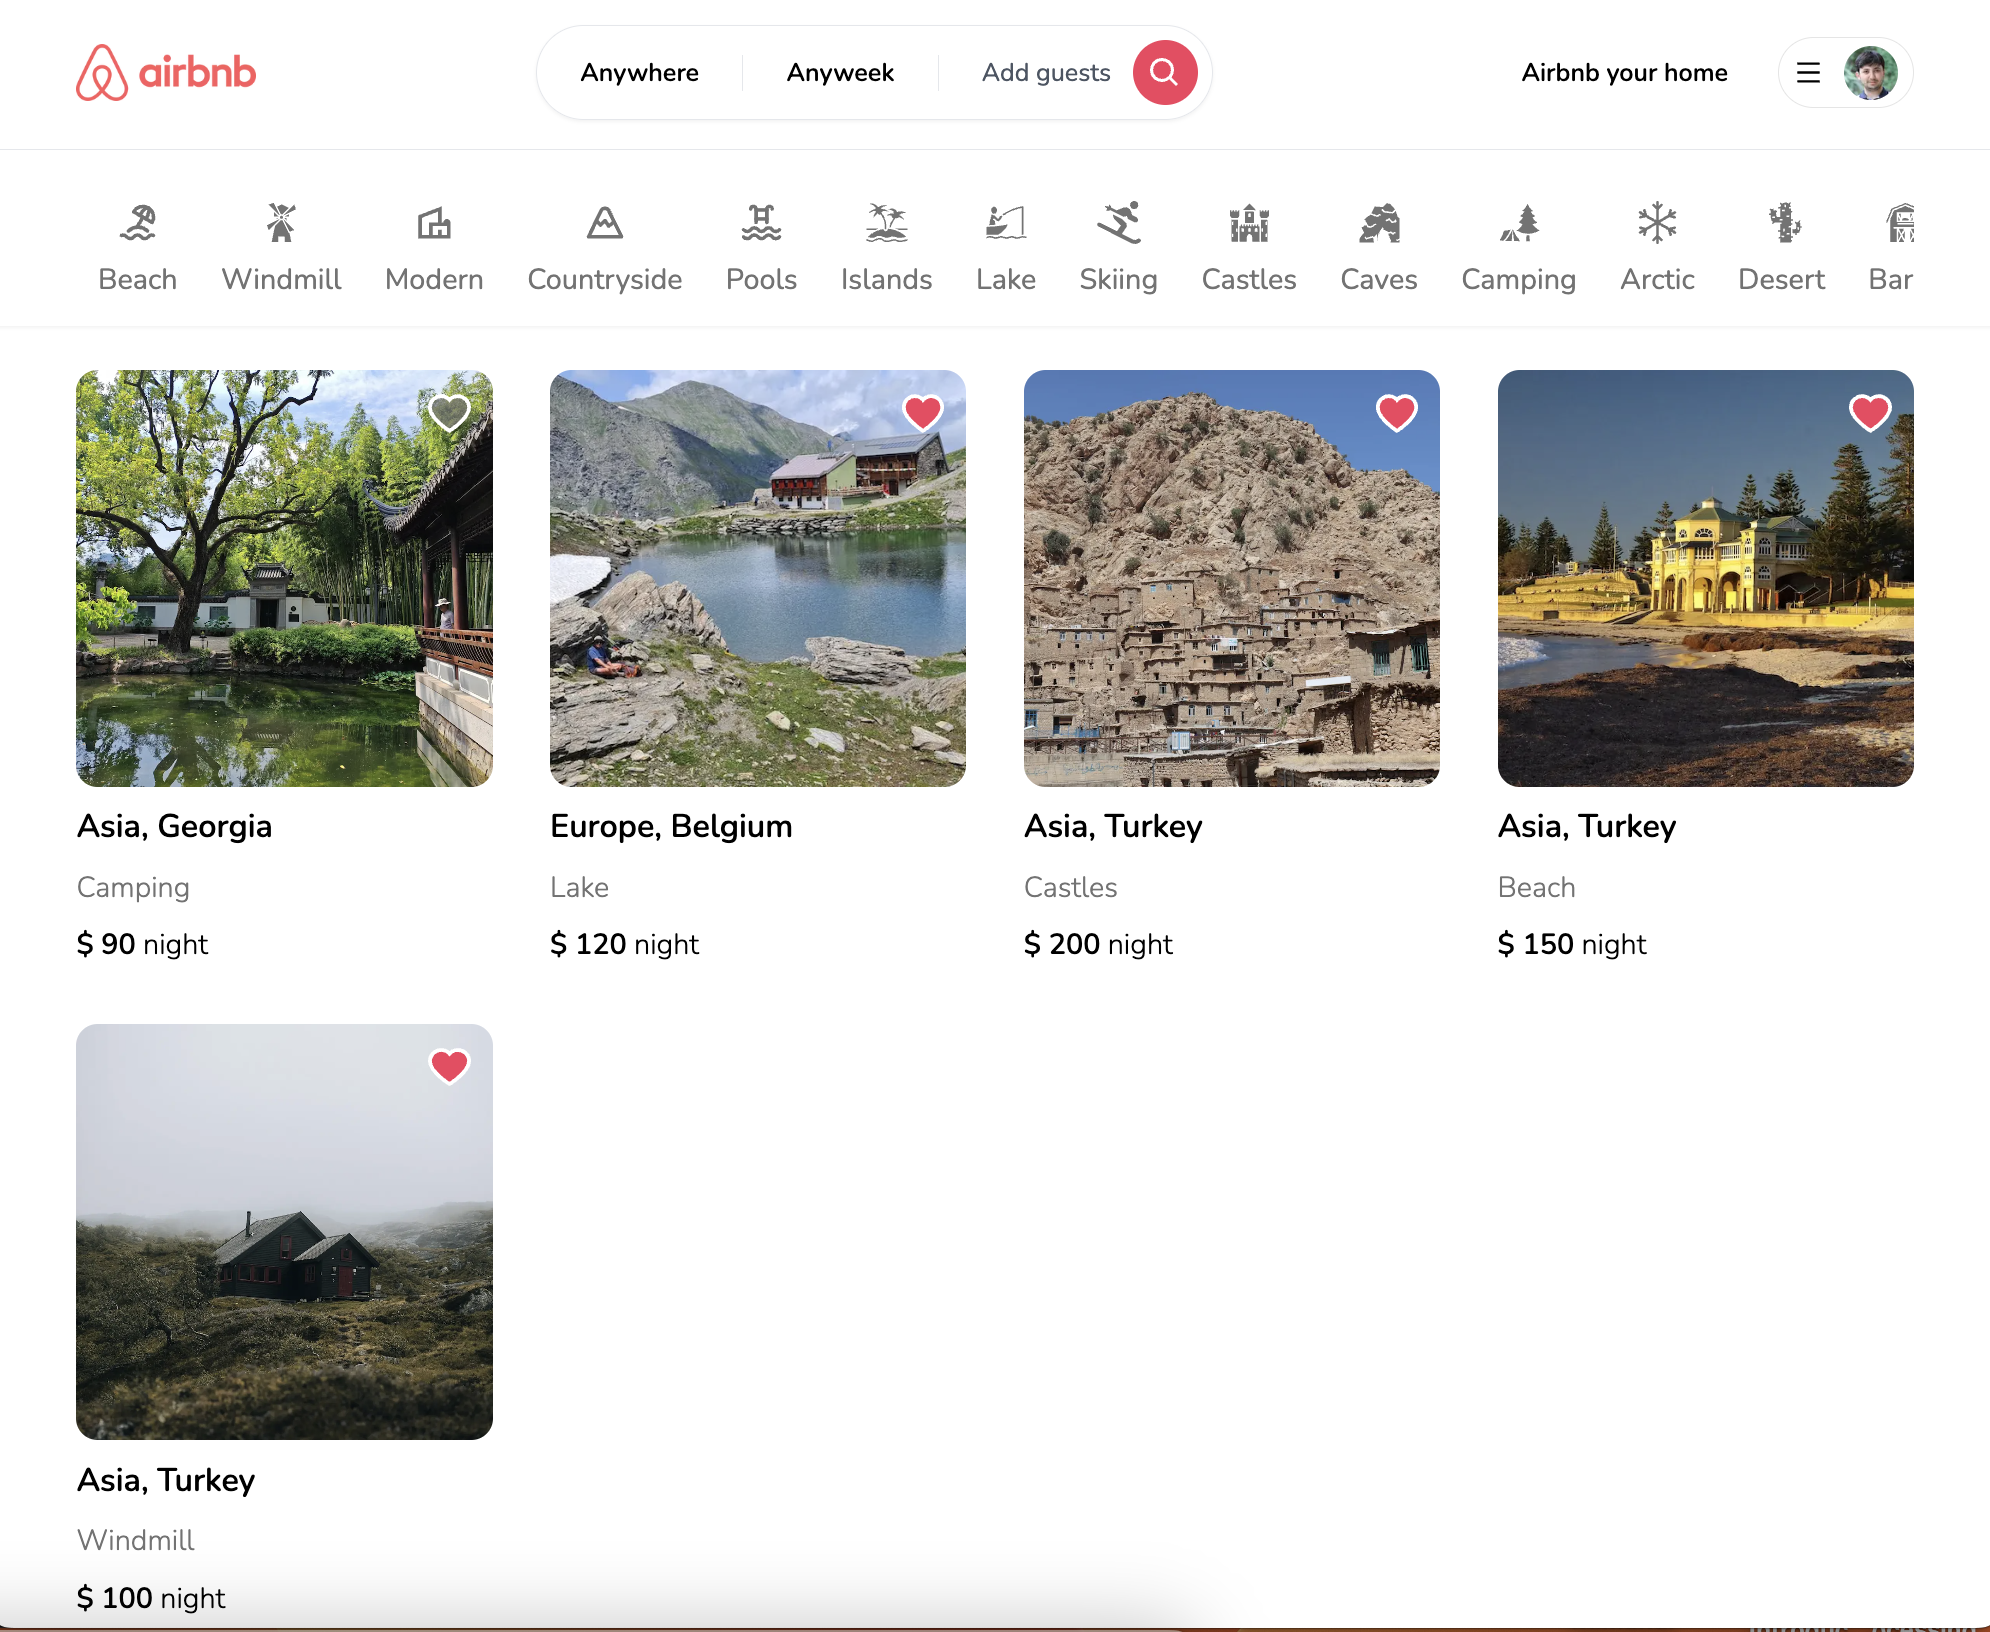 airbnb
Anywhere Anyweek Add guests
Airbnb your home
Beach Windmill Modern Countryside Pools Islands Lake Skiing Castles Caves Camping Arctic Desert Bar
Asia, Georgia
Camping
$ 90 night
Europe, Belgium
Lake
$ 120 night
Asia, Turkey
Castles
$ 200 night
Asia, Turkey
Beach
$ 150 night
Asia, Turkey
Windmill
$ 100 night